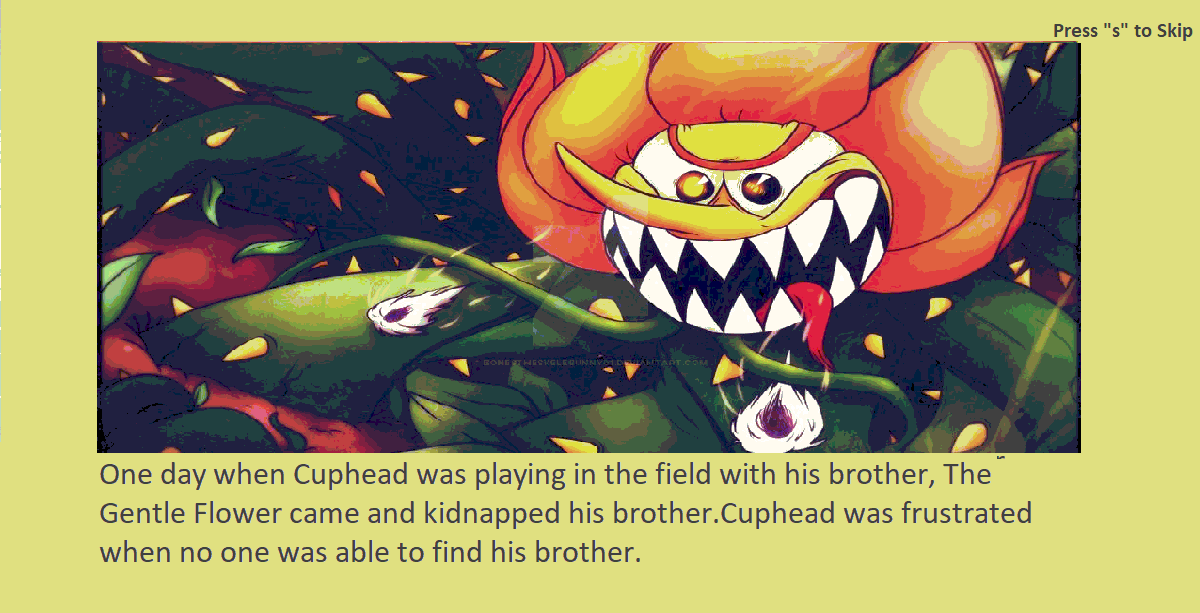 Press "s" to Skip
One day when Cuphead was playing in the field with his brother, The
Gentle Flower came and kidnapped his brother.Cuphead was frustrated
when no one was able to find his brother.